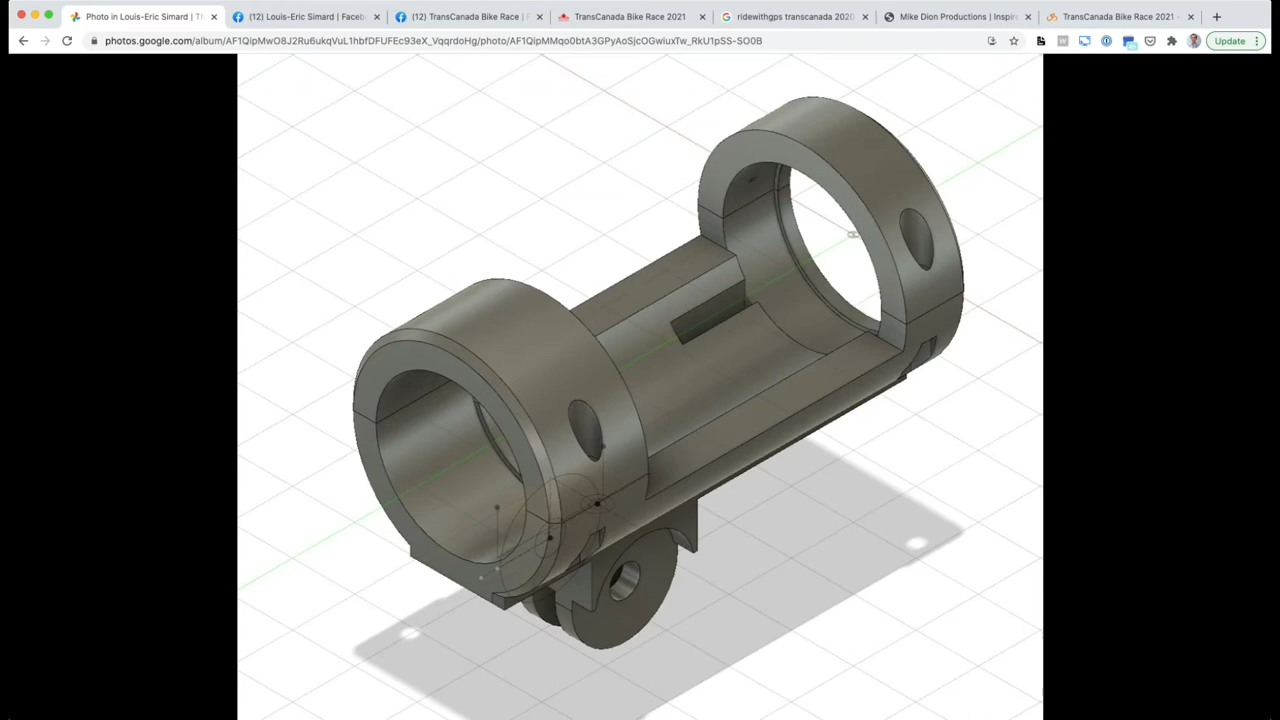 Photo in Louis-Eric Simard | Th
(12) Louis-Eric Simard | Faceb
(12) TransCanada Bike Race | F
TransCanada Bike Race 2021
ridewithgps transcanada 2020
Mike Dion Productions | Inspire
TransCanada Bike Race 2021 -
photos.google.com/album/AF1QipMwO8J2Ru6ukqVuL1hbfDFUFEc93eX_VqqrdoHg/photo/AF1QipMMqo0btA3GPyAoSjcOGwiuxTw_RkU1pSS-SO0B
Update